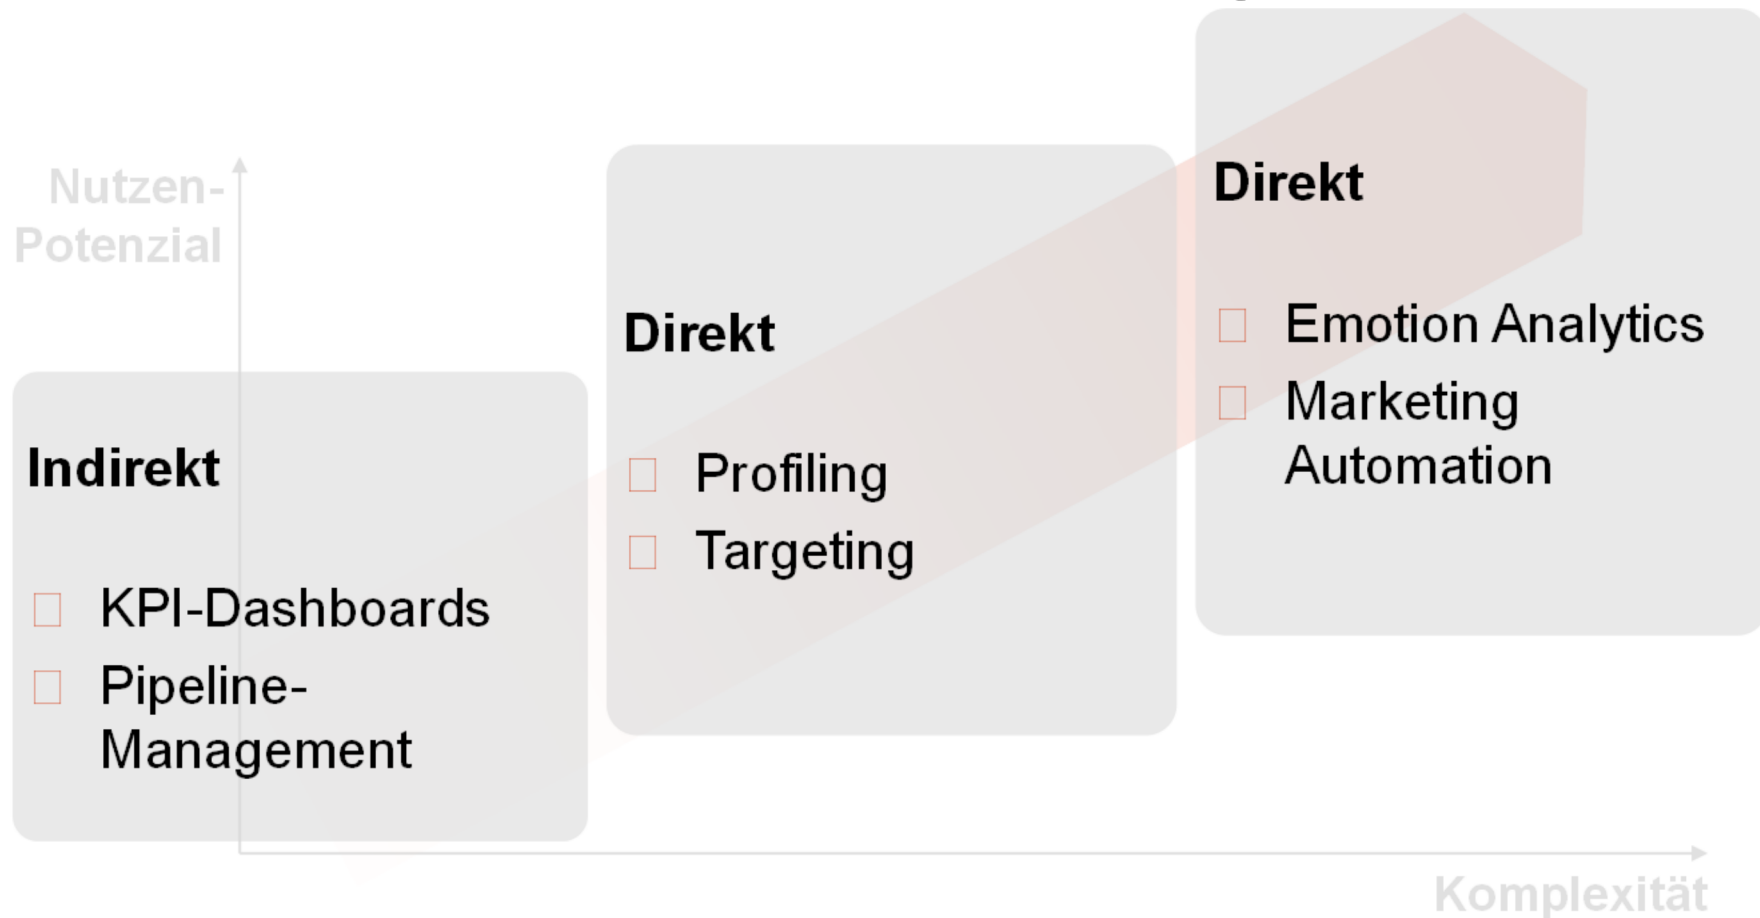 Nutzen-
Potenzial
Indirekt
KPI-Dashboards
Pipeline-
Management
Direkt
Profiling
Targeting
Direkt
Emotion Analytics
Marketing
Automation
Komplexität